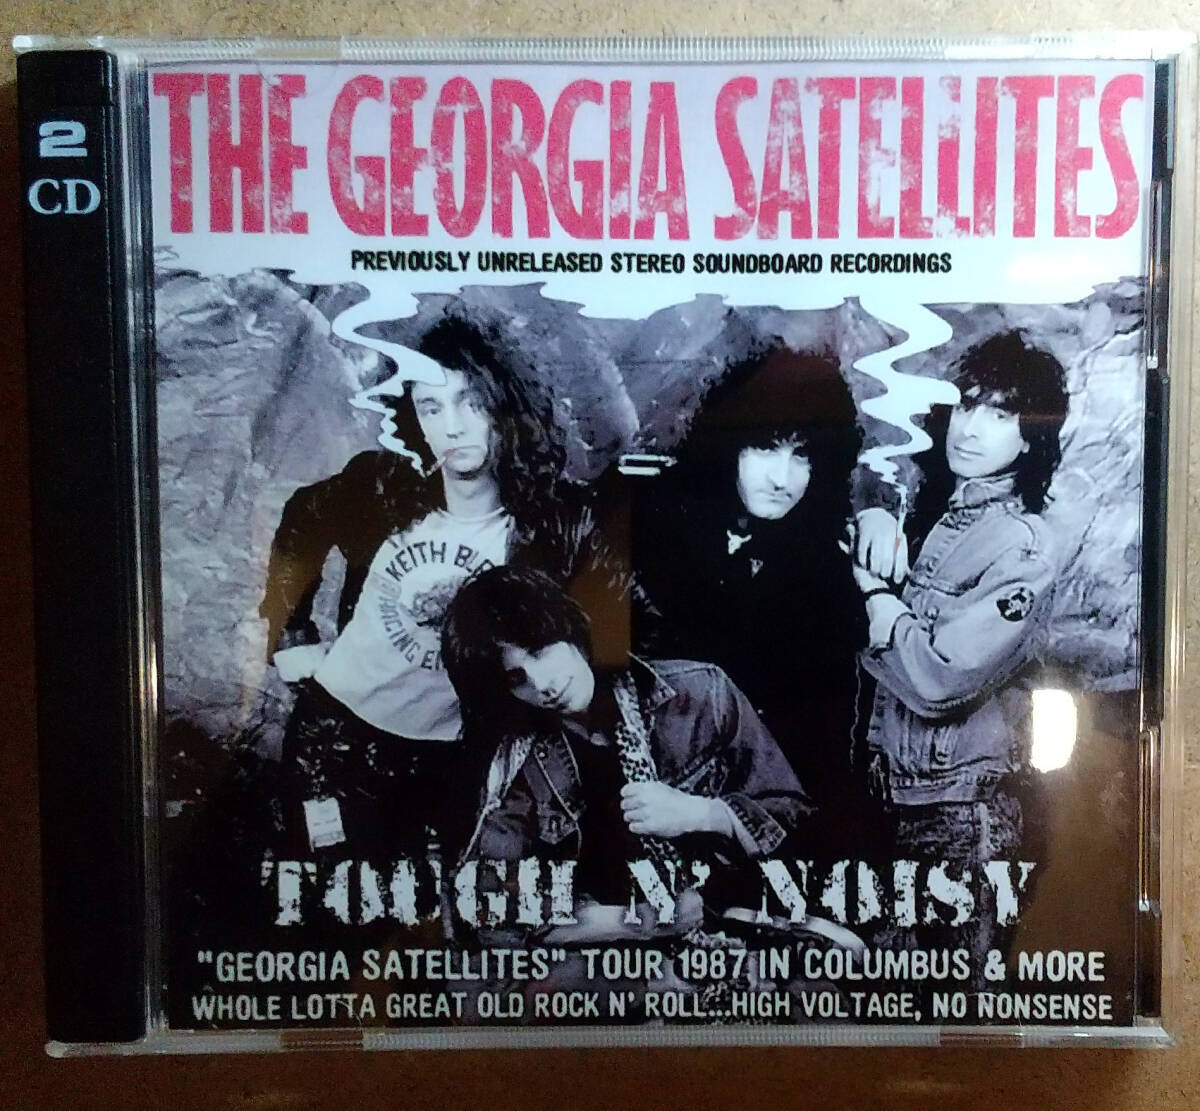 2
CD
THE GEORGIA SATELLITES
PREVIOUSLY UNRELEASED STEREO SOUNDBOARD RECORDINGS
KEITH
TOUGH N' NOISY
"GEORGIA SATELLITES" TOUR 1987 IN COLUMBUS & MORE
WHOLE LOTTA GREAT OLD ROCK N' ROLL...HIGH VOLTAGE, NO NONSENSE